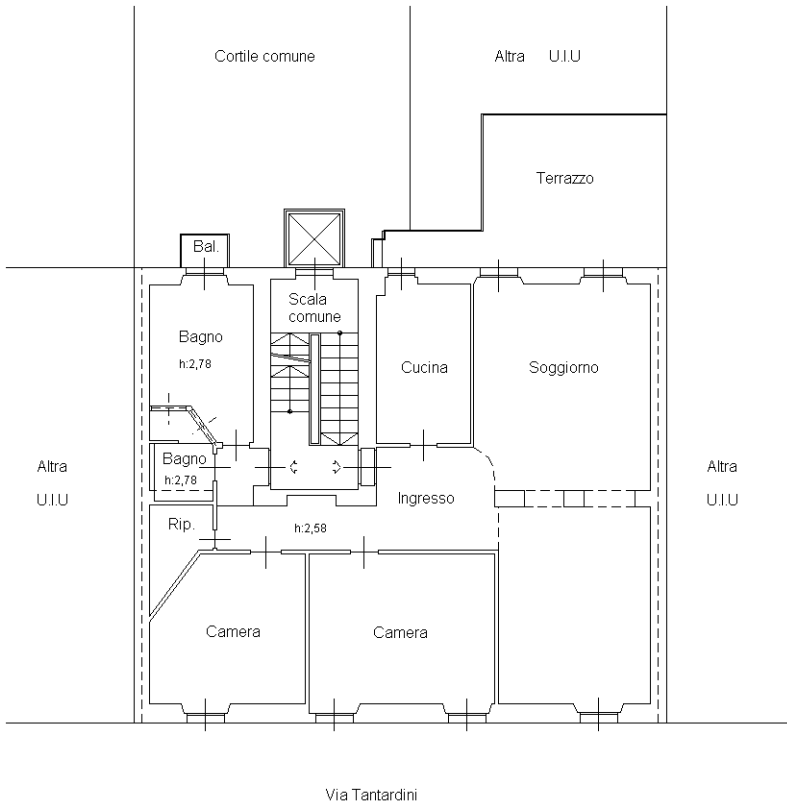 Cortile comune
Altra U.I.U
Terrazzo
Bal.
Scala
comune
Bagno
h:2,78
Cucina
Soggiorno
Bagno
h:2,78
Altra
U.I.U
Altra
U.I.U
Ingresso
Rip.
h:2,58
Camera
Camera
Via Tantardini